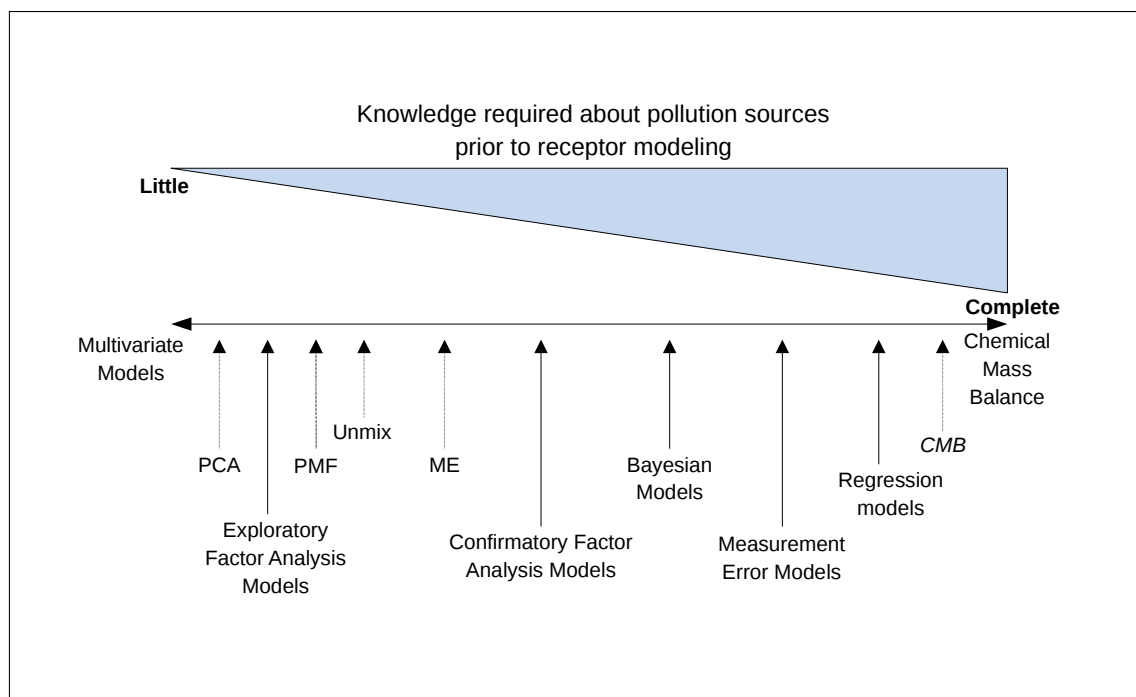 Knowledge required about pollution sources
prior to receptor modeling
Little
Complete
Multivariate
Models
Chemical
Mass
Balance
PCA
Exploratory
Factor Analysis
Models
PMF
Unmix
ME
Confirmatory Factor
Analysis Models
Bayesian
Models
Measurement
Error Models
Regression
models
CMB